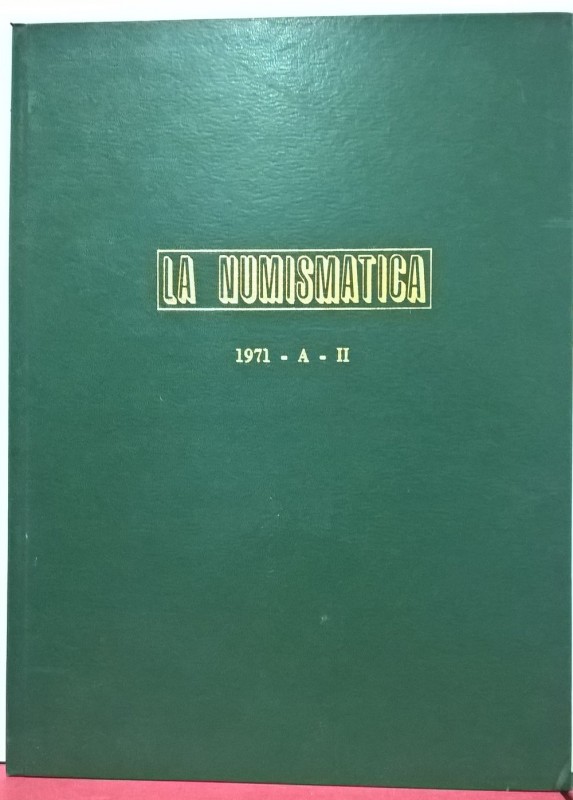 LA NUMISMATICA
1971 - A - II